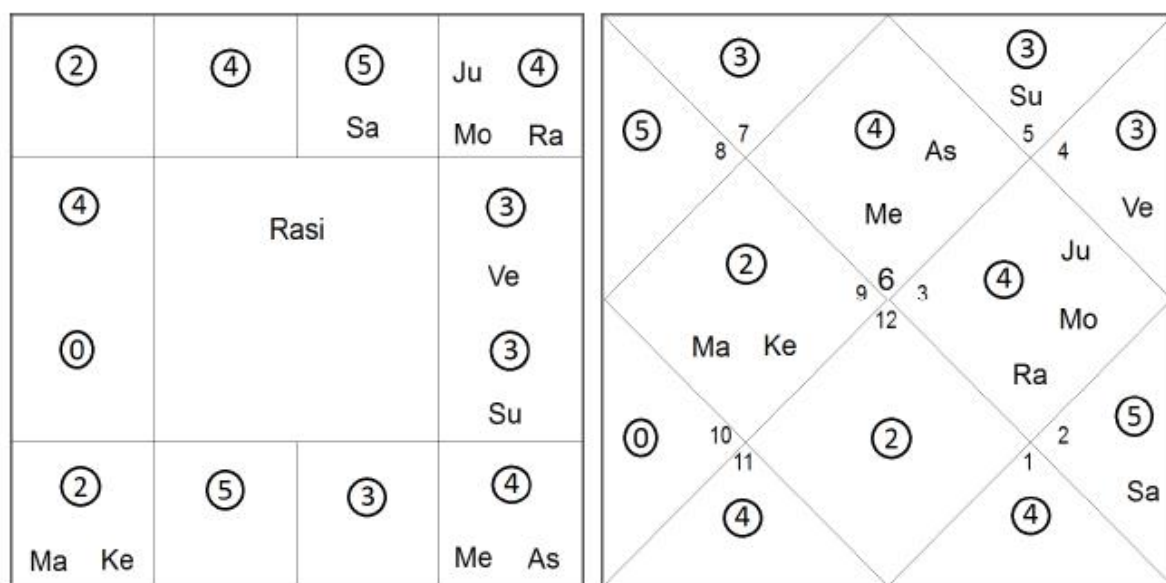 2 4 5 Ju 4
Sa Mo Ra
4 Rasi 3
Ve
0 3
Su
2 5 3 4
Ma Ke Me As
3 3
Su
5 7 4 As 5 3
8 4
Me Ve
2 Ju
9 6 3 4
12 Mo
Ma Ke
Ra
0 10 2 2 5
11 1
Sa
4 4